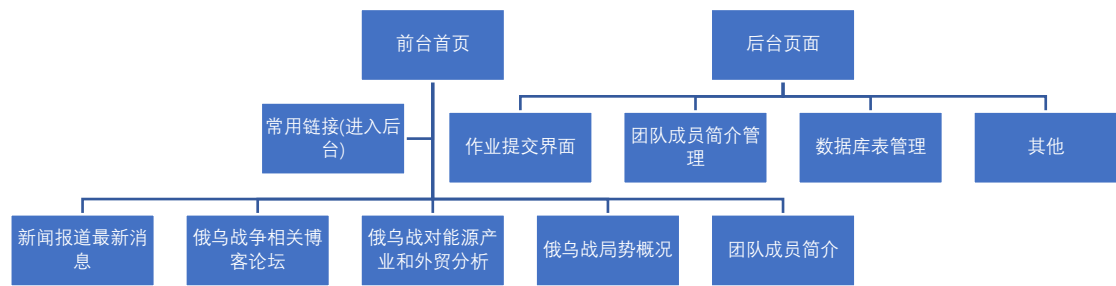 前台首页
后台页面
常用链接(进入后
台)
作业提交界面
团队成员简介管
理
数据库表管理
其他
新闻报道最新消
息
俄乌战争相关博
客论坛
俄乌战对能源产
业和外贸分析
俄乌战局势概况
团队成员简介